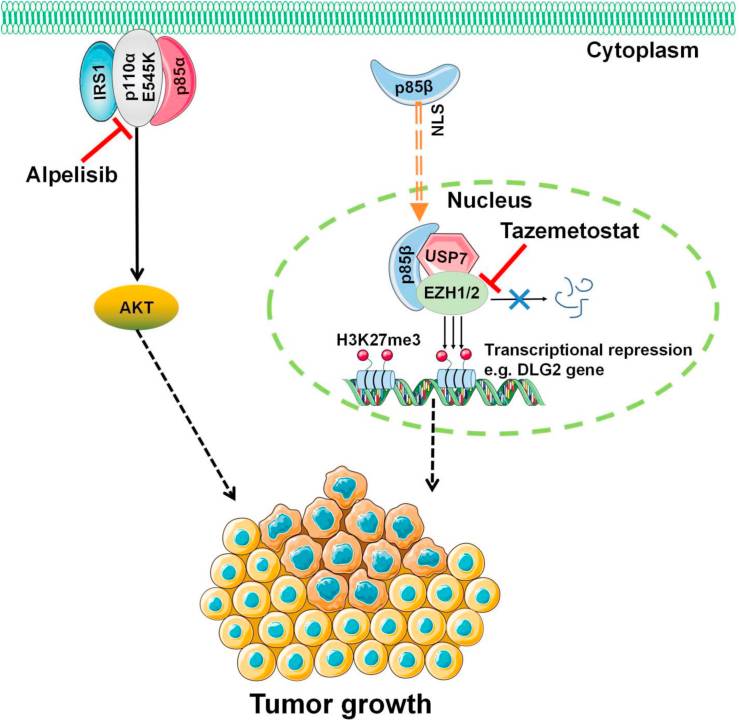 Cytoplasm
IRS1
p110α
E545K
p85α
p85β
NLS
Alpelisib
Nucleus
Tazemetostat
p85β
USP7
EZH1/2
AKT
H3K27me3
Transcriptional repression
e.g. DLG2 gene
Tumor growth